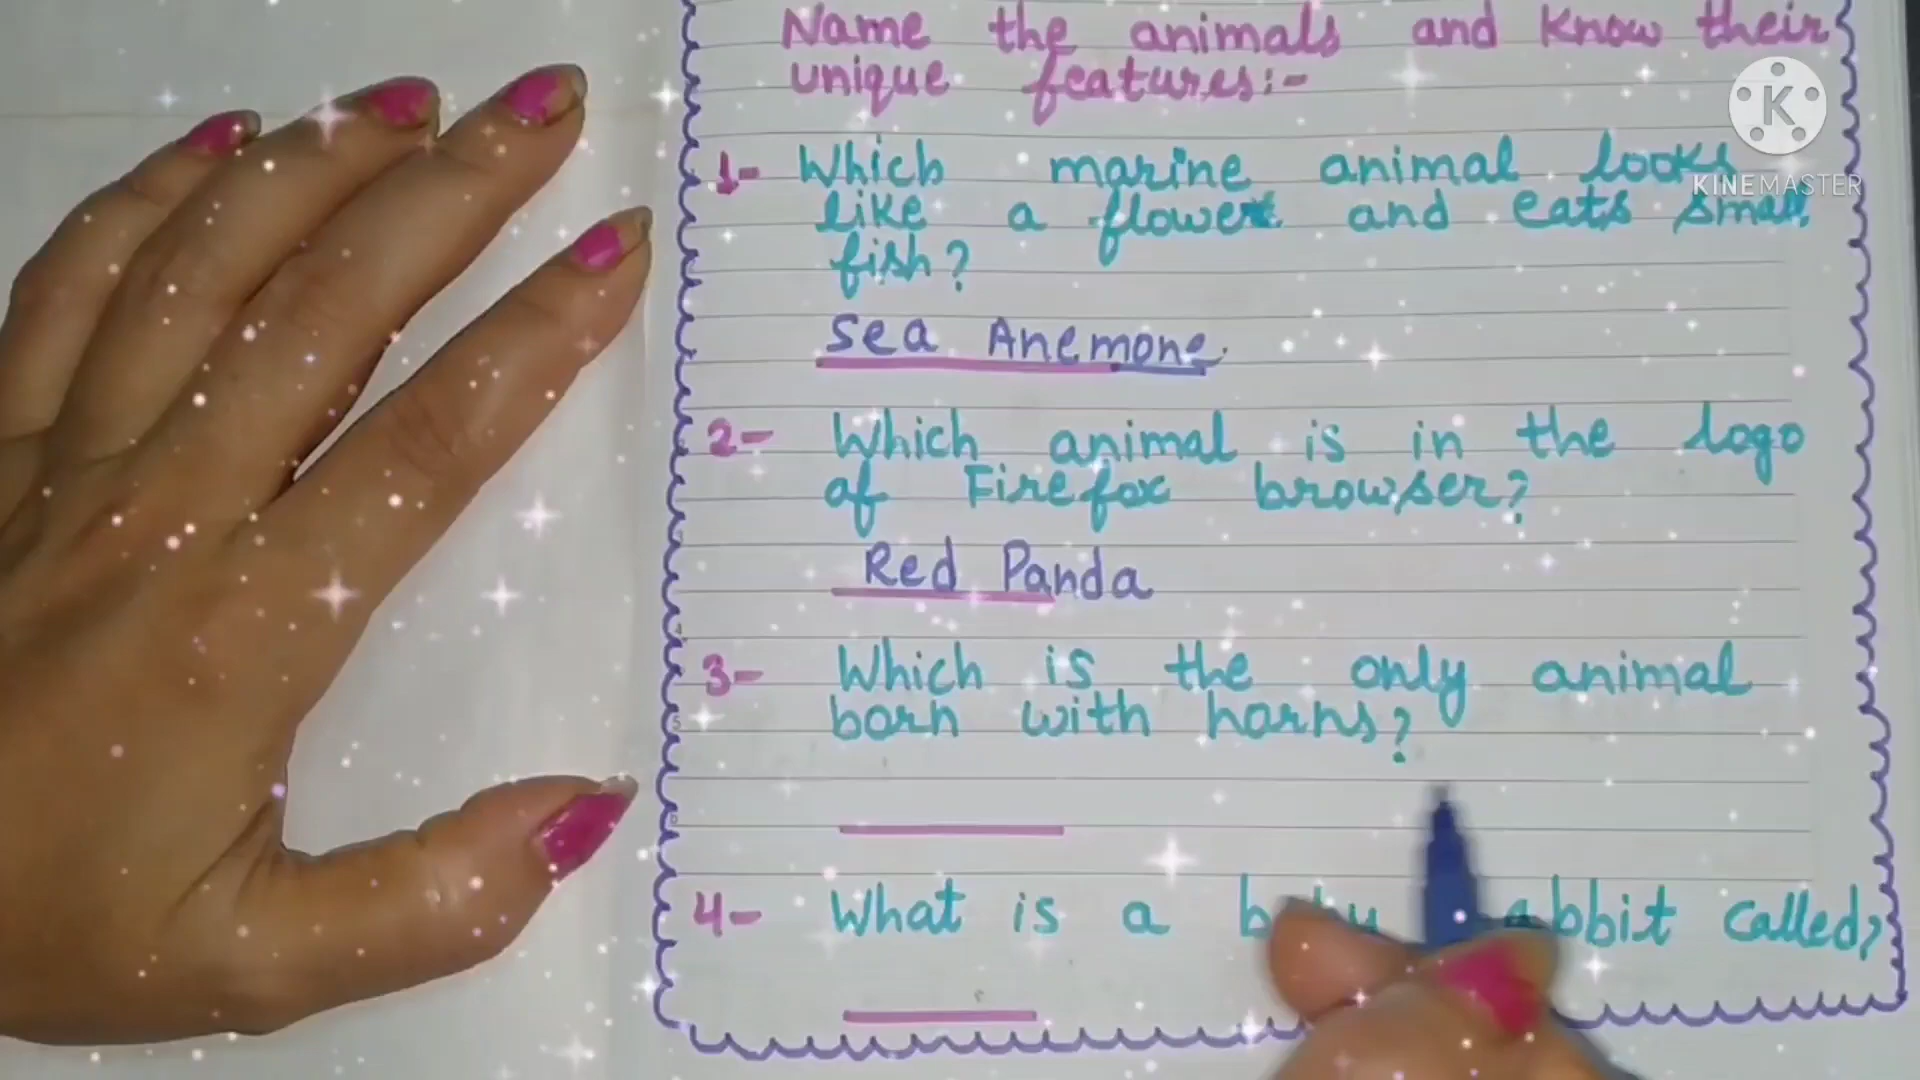 Name the animals and know their
unique features:-
1- Which marine animal looks
like a flower and eats small
fish?
Sea Anemone.
2- Which animal is in the logo
of Firefox browser?
Red Panda
3- Which is the only animal
born with horns?
4- What is a called?
K
KINEMASTER